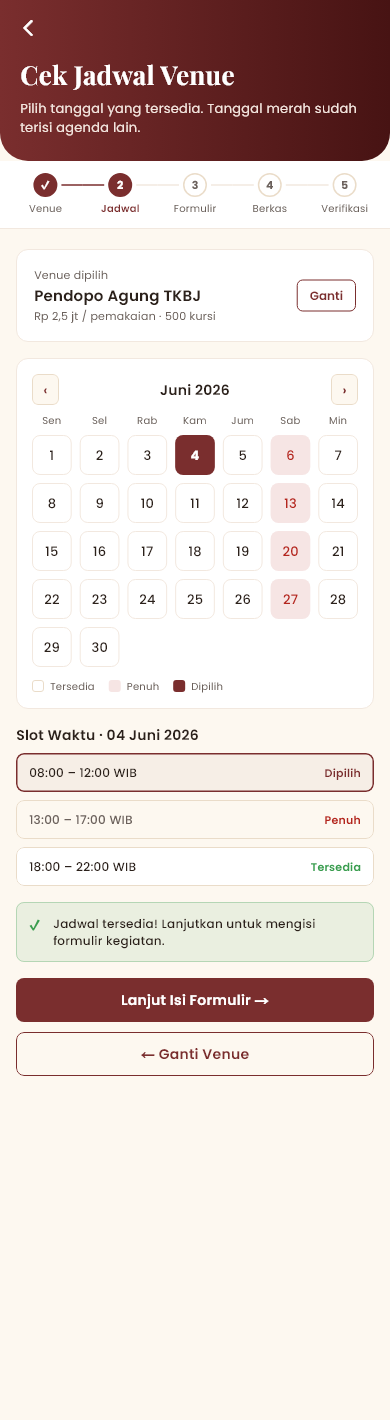 Cek Jadwal Venue
Pilih tanggal yang tersedia. Tanggal merah sudah
terisi agenda lain.
✓ 2 3 4 5
Venue Jadwal Formulir Berkas Verifikasi
Venue dipilih
Pendopo Agung TKBJ
Rp 2,5 jt / pemakaian · 500 kursi
Ganti
‹ Juni 2026 ›
Sen Sel Rab Kam Jum Sab Min
1 2 3 4 5 6 7
8 9 10 11 12 13 14
15 16 17 18 19 20 21
22 23 24 25 26 27 28
29 30
Tersedia Penuh Dipilih
Slot Waktu · 04 Juni 2026
08:00 – 12:00 WIB Dipilih
13:00 – 17:00 WIB Penuh
18:00 – 22:00 WIB Tersedia
✓ Jadwal tersedia! Lanjutkan untuk mengisi
formulir kegiatan.
Lanjut Isi Formulir →
← Ganti Venue